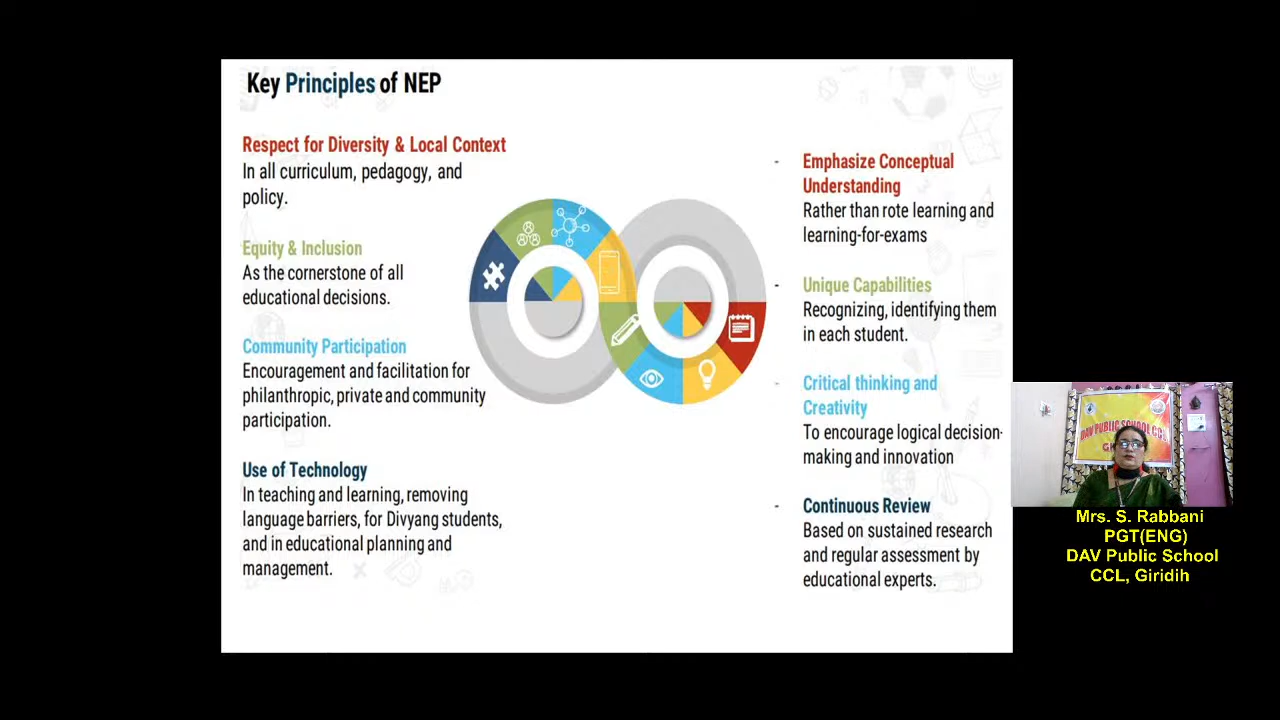 Key Principles of NEP
Respect for Diversity & Local Context
In all curriculum, pedagogy, and
policy.
Equity & Inclusion
As the cornerstone of all
educational decisions.
Community Participation
Encouragement and facilitation for
philanthropic, private and community
participation.
Use of Technology
In teaching and learning, removing
language barriers, for Divyang students,
and in educational planning and
management.
- Emphasize Conceptual
Understanding
Rather than rote learning and
learning-for-exams
- Unique Capabilities
Recognizing, identifying them
in each student.
- Critical thinking and
Creativity
To encourage logical decision-
making and innovation
- Continuous Review
Based on sustained research
and regular assessment by
educational experts.
DAV PUBLIC SCHOOL CCL
Mrs. S. Rabbani
PGT(ENG)
DAV Public School
CCL, Giridih